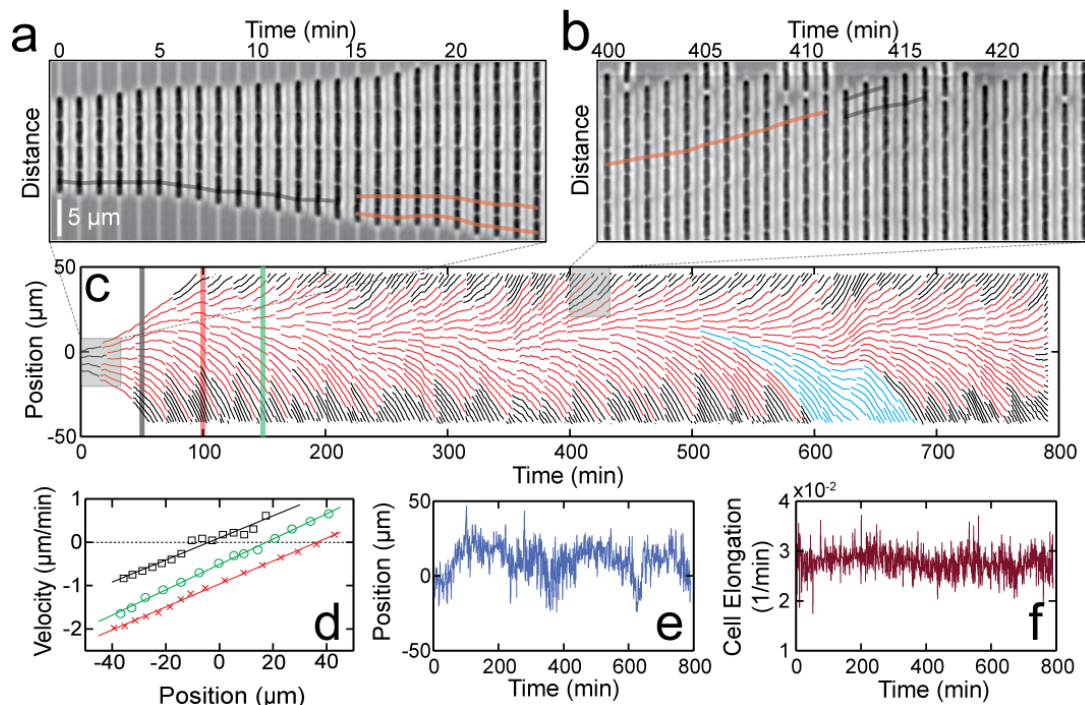 a
Time (min)
0 5 10 15 20
Distance
5 μm
b
Time (min)
400 405 410 415 420
Distance
c
Position (μm)
50
0
-50
0 100 200 300 400 500 600 700 800
Time (min)
d
Velocity (μm/min)
1
0
-1
-2
-40 -20 0 20 40
Position (μm)
e
Position (μm)
50
0
-50
0 200 400 600 800
Time (min)
f
Cell Elongation
(1/min)
x10-2
4
3
2
1
0 200 400 600 800
Time (min)